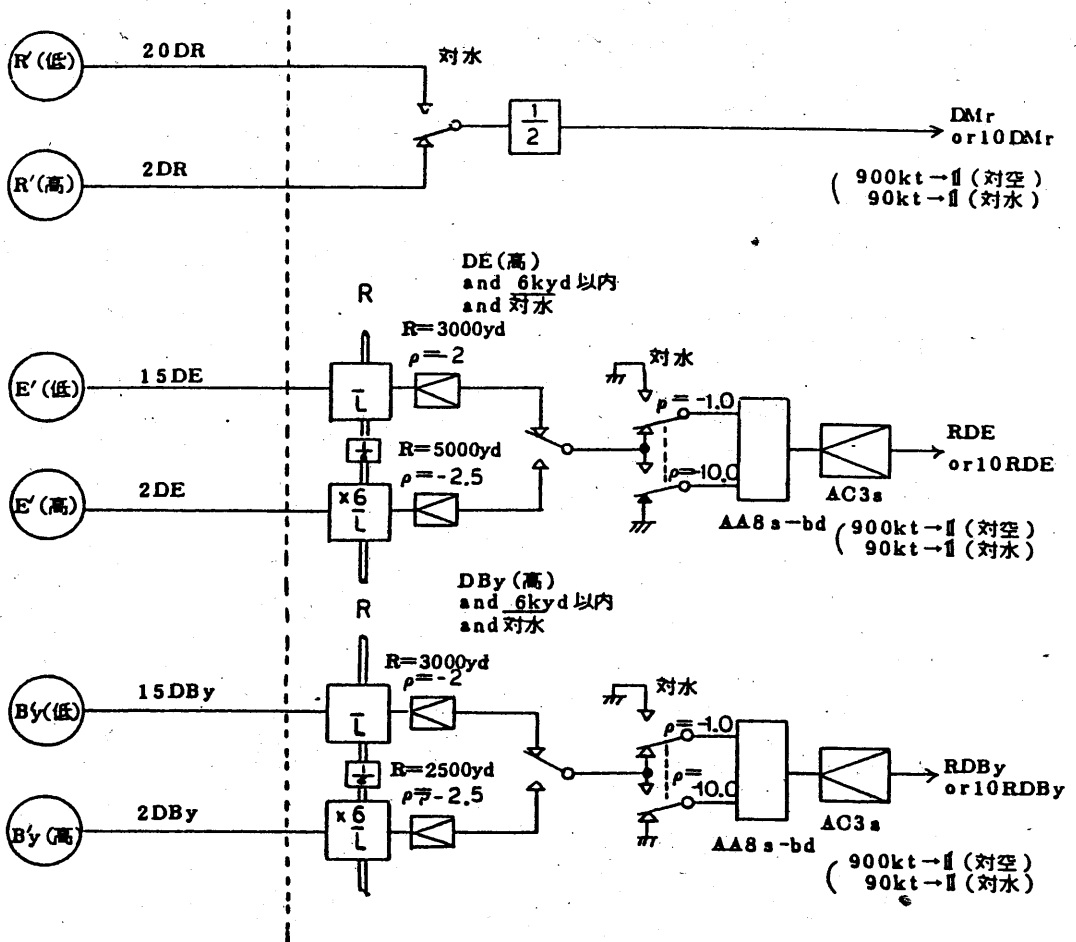 R′(低)
20DR
対水
1
2
DMr
or10DMr
R′(高)
2DR
900kt→1(対空)
90kt→1(対水)
DE(高)
and 6kyd以内
and 対水
R
R=3000yd
ρ=-2
対水
E′(低)
15DE
L
ρ=-1.0
RDE
or10RDE
R=5000yd
ρ=-2.5
ρ=-10.0
E′(高)
2DE
×6
L
AC3s
AA8s-bd
900kt→1(対空)
90kt→1(対水)
DBy(高)
and 6kyd以内
and 対水
R
R=3000yd
ρ=-2
対水
B′y(低)
15DBy
L
ρ=-1.0
RDBy
or10RDBy
R=2500yd
ρ=-2.5
ρ=
-10.0
B′y(高)
2DBy
×6
L
AC3s
AA8s-bd
900kt→1(対空)
90kt→1(対水)